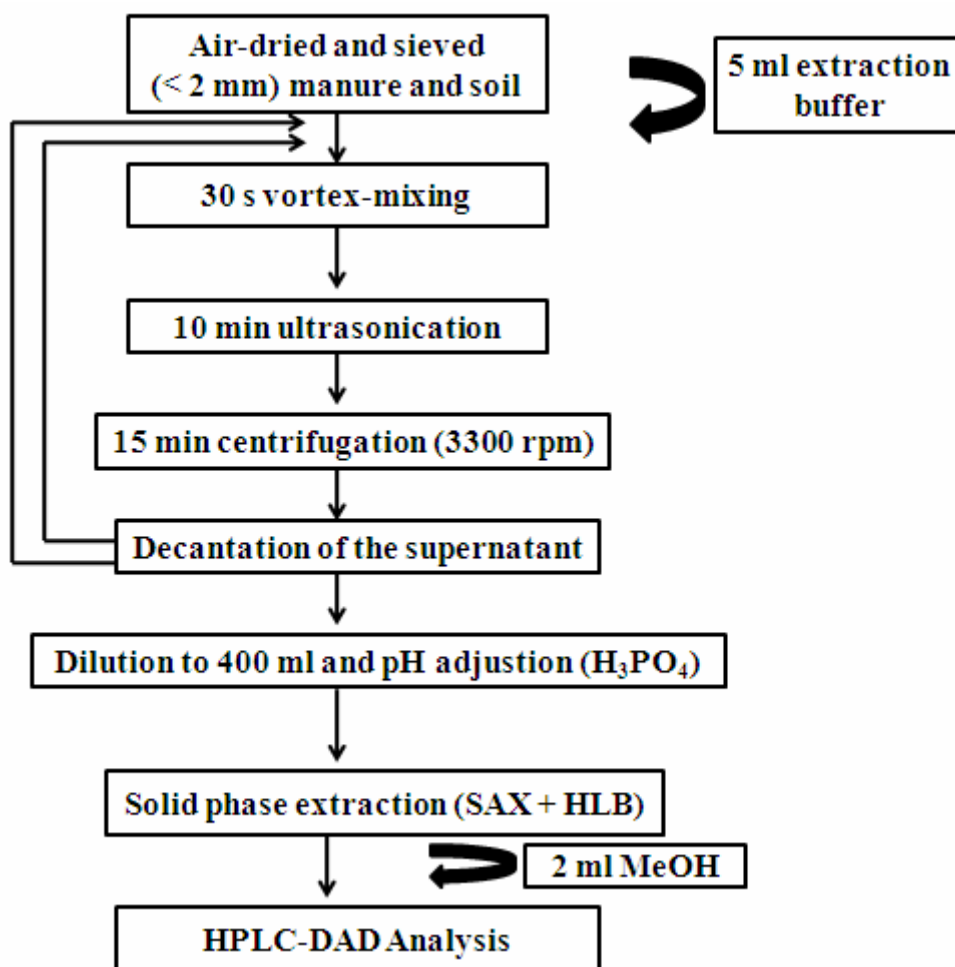 Air-dried and sieved
(< 2 mm) manure and soil
5 ml extraction
buffer
30 s vortex-mixing
10 min ultrasonication
15 min centrifugation (3300 rpm)
Decantation of the supernatant
Dilution to 400 ml and pH adjustion (H₃PO₄)
Solid phase extraction (SAX + HLB)
2 ml MeOH
HPLC-DAD Analysis